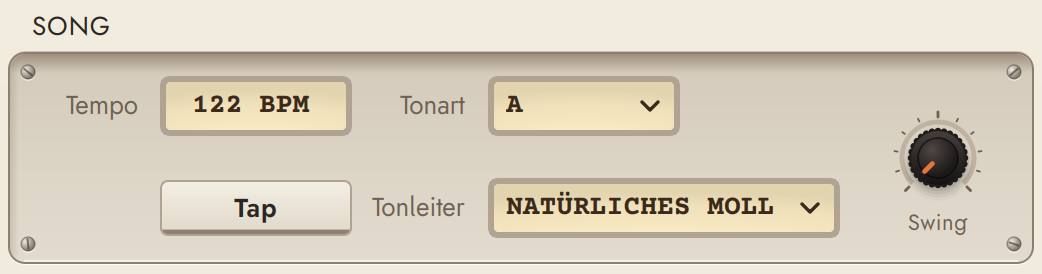 SONG
Tempo 122 BPM Tonart A
Tap Tonleiter NATÜRLICHES MOLL
Swing